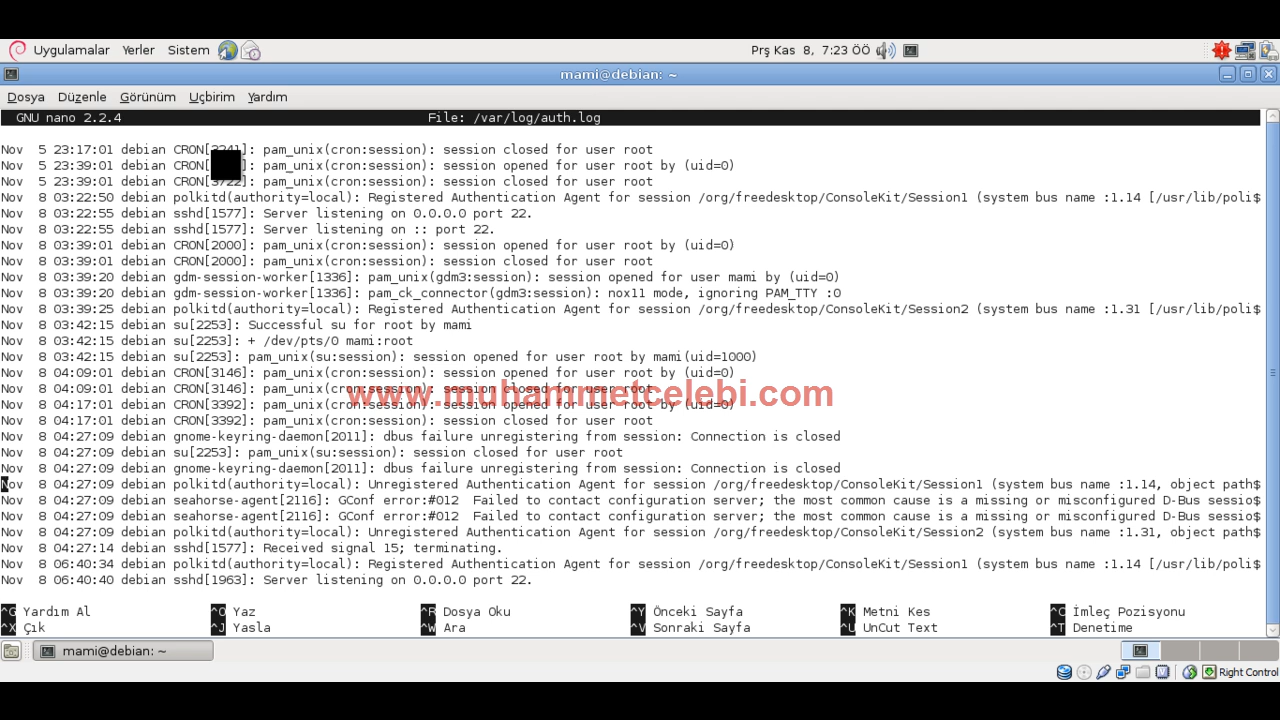 Uygulamalar Yerler Sistem Prş Kas 8, 7:23 ÖÖ
mami@debian: ~
Dosya Düzenle Görünüm Uçbirim Yardım
GNU nano 2.2.4 File: /var/log/auth.log
Nov 5 23:17:01 debian CRON[3241]: pam_unix(cron:session): session closed for user root
Nov 5 23:39:01 debian CRON[ ]: pam_unix(cron:session): session opened for user root by (uid=0)
Nov 5 23:39:01 debian CRON[3722]: pam_unix(cron:session): session closed for user root
Nov 8 03:22:50 debian polkitd(authority=local): Registered Authentication Agent for session /org/freedesktop/ConsoleKit/Session1 (system bus name :1.14 [/usr/lib/poli$
Nov 8 03:22:55 debian sshd[1577]: Server listening on 0.0.0.0 port 22.
Nov 8 03:22:55 debian sshd[1577]: Server listening on :: port 22.
Nov 8 03:39:01 debian CRON[2000]: pam_unix(cron:session): session opened for user root by (uid=0)
Nov 8 03:39:01 debian CRON[2000]: pam_unix(cron:session): session closed for user root
Nov 8 03:39:20 debian gdm-session-worker[1336]: pam_unix(gdm3:session): session opened for user mami by (uid=0)
Nov 8 03:39:20 debian gdm-session-worker[1336]: pam_ck_connector(gdm3:session): nox11 mode, ignoring PAM_TTY :0
Nov 8 03:39:25 debian polkitd(authority=local): Registered Authentication Agent for session /org/freedesktop/ConsoleKit/Session2 (system bus name :1.31 [/usr/lib/poli$
Nov 8 03:42:15 debian su[2253]: Successful su for root by mami
Nov 8 03:42:15 debian su[2253]: + /dev/pts/0 mami:root
Nov 8 03:42:15 debian su[2253]: pam_unix(su:session): session opened for user root by mami(uid=1000)
Nov 8 04:09:01 debian CRON[3146]: pam_unix(cron:session): session opened for user root by (uid=0)
Nov 8 04:09:01 debian CRON[3146]: pam_unix(cron:session): session closed for user root
www.muhammetcelebi.com
Nov 8 04:17:01 debian CRON[3392]: pam_unix(cron:session): session opened for user root by (uid=0)
Nov 8 04:17:01 debian CRON[3392]: pam_unix(cron:session): session closed for user root
Nov 8 04:27:09 debian gnome-keyring-daemon[2011]: dbus failure unregistering from session: Connection is closed
Nov 8 04:27:09 debian su[2253]: pam_unix(su:session): session closed for user root
Nov 8 04:27:09 debian gnome-keyring-daemon[2011]: dbus failure unregistering from session: Connection is closed
Nov 8 04:27:09 debian polkitd(authority=local): Unregistered Authentication Agent for session /org/freedesktop/ConsoleKit/Session1 (system bus name :1.14, object path$
Nov 8 04:27:09 debian seahorse-agent[2116]: GConf error:#012 Failed to contact configuration server; the most common cause is a missing or misconfigured D-Bus sessio$
Nov 8 04:27:09 debian seahorse-agent[2116]: GConf error:#012 Failed to contact configuration server; the most common cause is a missing or misconfigured D-Bus sessio$
Nov 8 04:27:09 debian polkitd(authority=local): Unregistered Authentication Agent for session /org/freedesktop/ConsoleKit/Session2 (system bus name :1.31, object path$
Nov 8 04:27:14 debian sshd[1577]: Received signal 15; terminating.
Nov 8 06:40:34 debian polkitd(authority=local): Registered Authentication Agent for session /org/freedesktop/ConsoleKit/Session1 (system bus name :1.14 [/usr/lib/poli$
Nov 8 06:40:40 debian sshd[1963]: Server listening on 0.0.0.0 port 22.
^G Yardım Al ^O Yaz ^R Dosya Oku ^Y Önceki Sayfa ^K Metni Kes ^C İmleç Pozisyonu
^X Çık ^J Yasla ^W Ara ^V Sonraki Sayfa ^U UnCut Text ^T Denetime
mami@debian: ~
Right Control